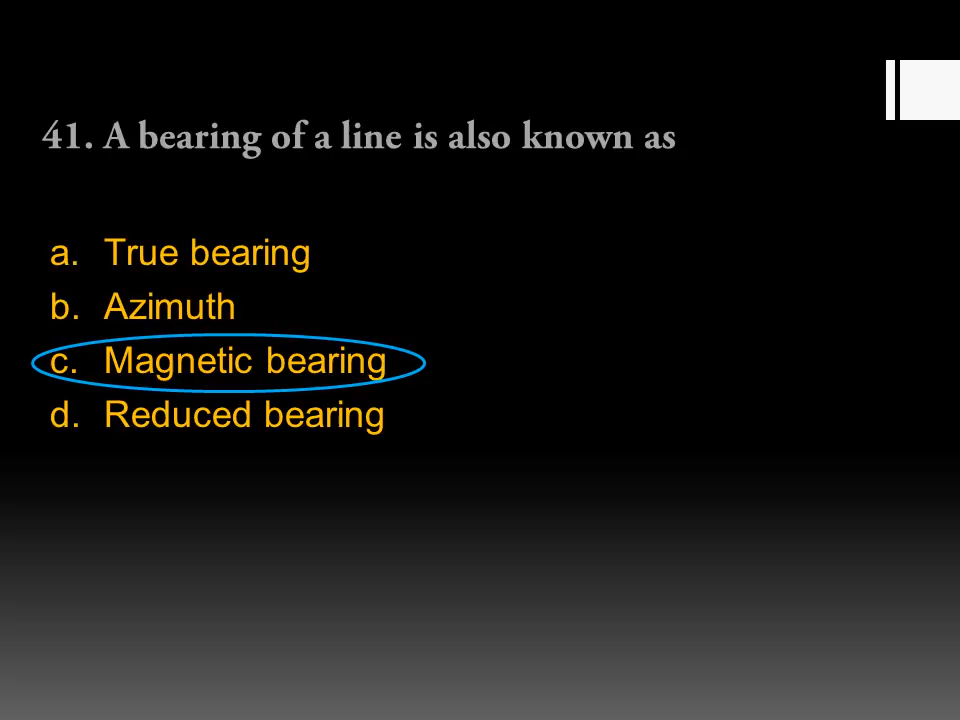 41. A bearing of a line is also known as
a. True bearing
b. Azimuth
c. Magnetic bearing
d. Reduced bearing